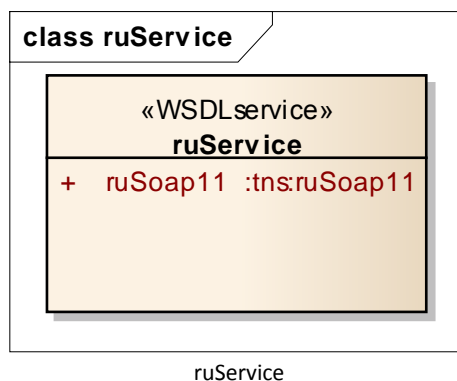 class ruService
«WSDLservice»
ruService
+ ruSoap11 :tns:ruSoap11
ruService